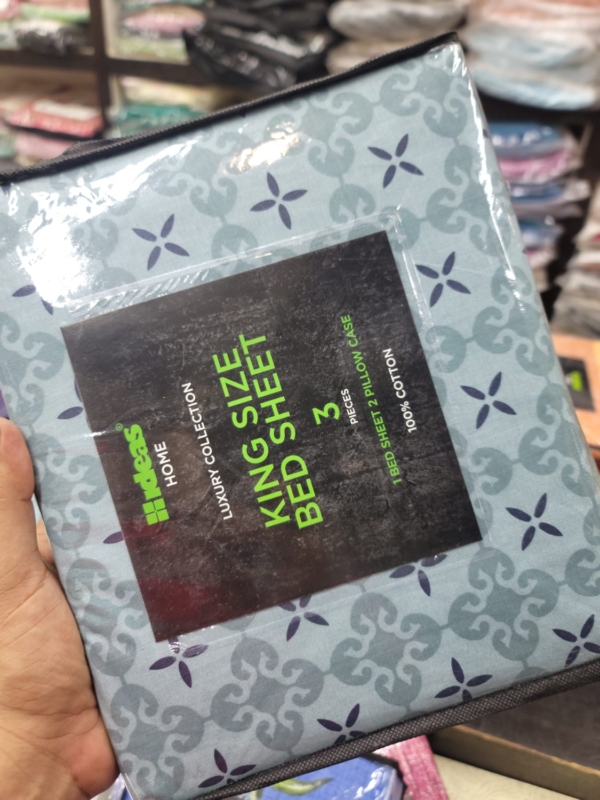 ideas®
HOME
LUXURY COLLECTION
KING SIZE
BED SHEET
3
PIECES
1 BED SHEET 2 PILLOW CASE
100% COTTON